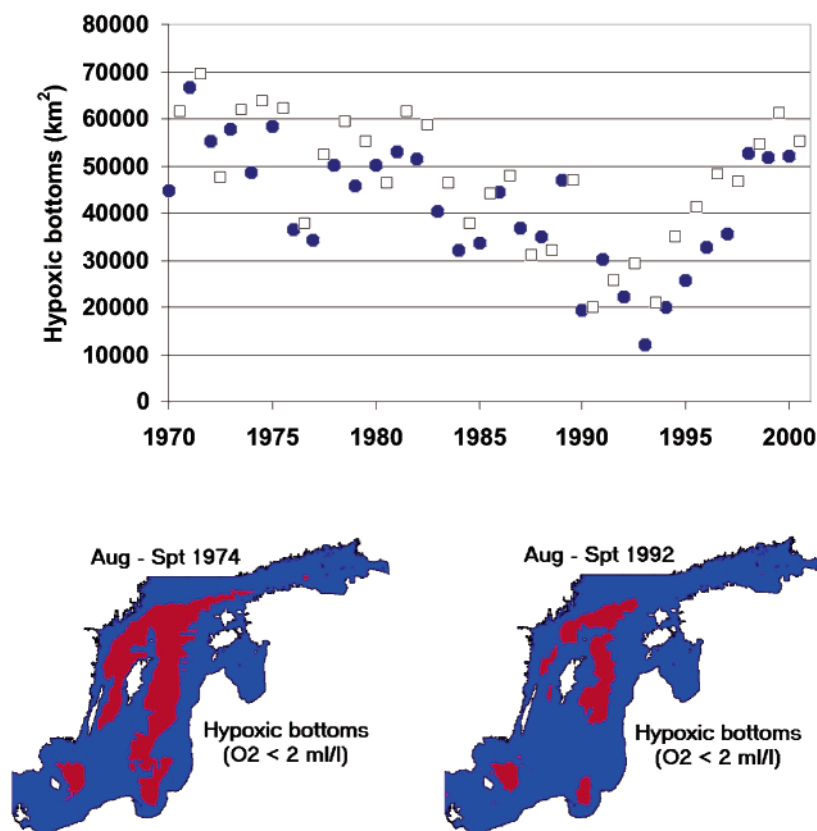 80000
70000
60000
50000
40000
30000
20000
10000
0
Hypoxic bottoms (km²)
1970 1975 1980 1985 1990 1995 2000
Aug - Spt 1974
Hypoxic bottoms
(O2 < 2 ml/l)
Aug - Spt 1992
Hypoxic bottoms
(O2 < 2 ml/l)